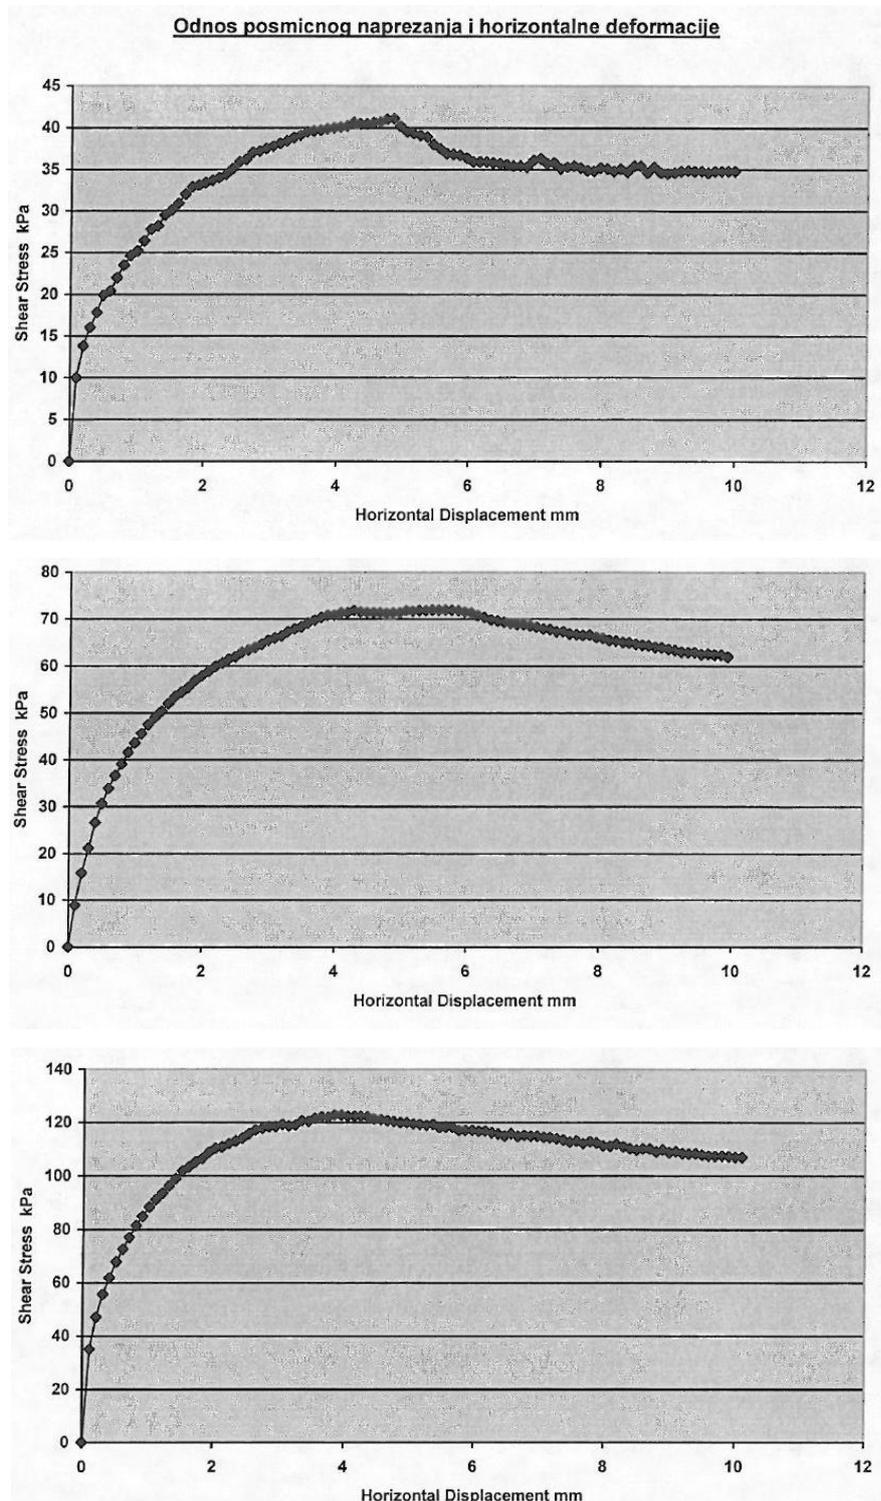 Odnos posmicnog naprezanja i horizontalne deformacije
45
40
35
30
25
20
15
10
5
0
Shear Stress kPa
0 2 4 6 8 10 12
Horizontal Displacement mm
80
70
60
50
40
30
20
10
0
Shear Stress kPa
0 2 4 6 8 10 12
Horizontal Displacement mm
140
120
100
80
60
40
20
0
Shear Stress kPa
0 2 4 6 8 10 12
Horizontal Displacement mm